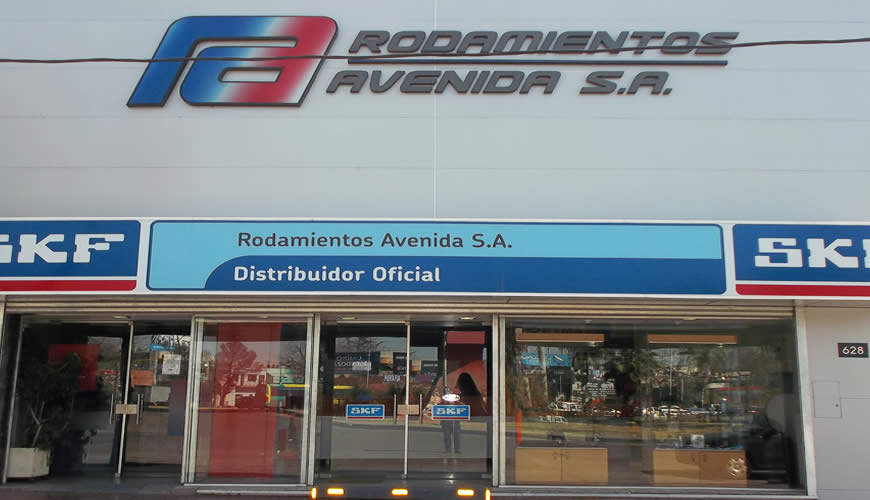 RODAMIENTOS
AVENIDA S.A.
SKF
Rodamientos Avenida S.A.
Distribuidor Oficial
SKF
628
SKF
SKF